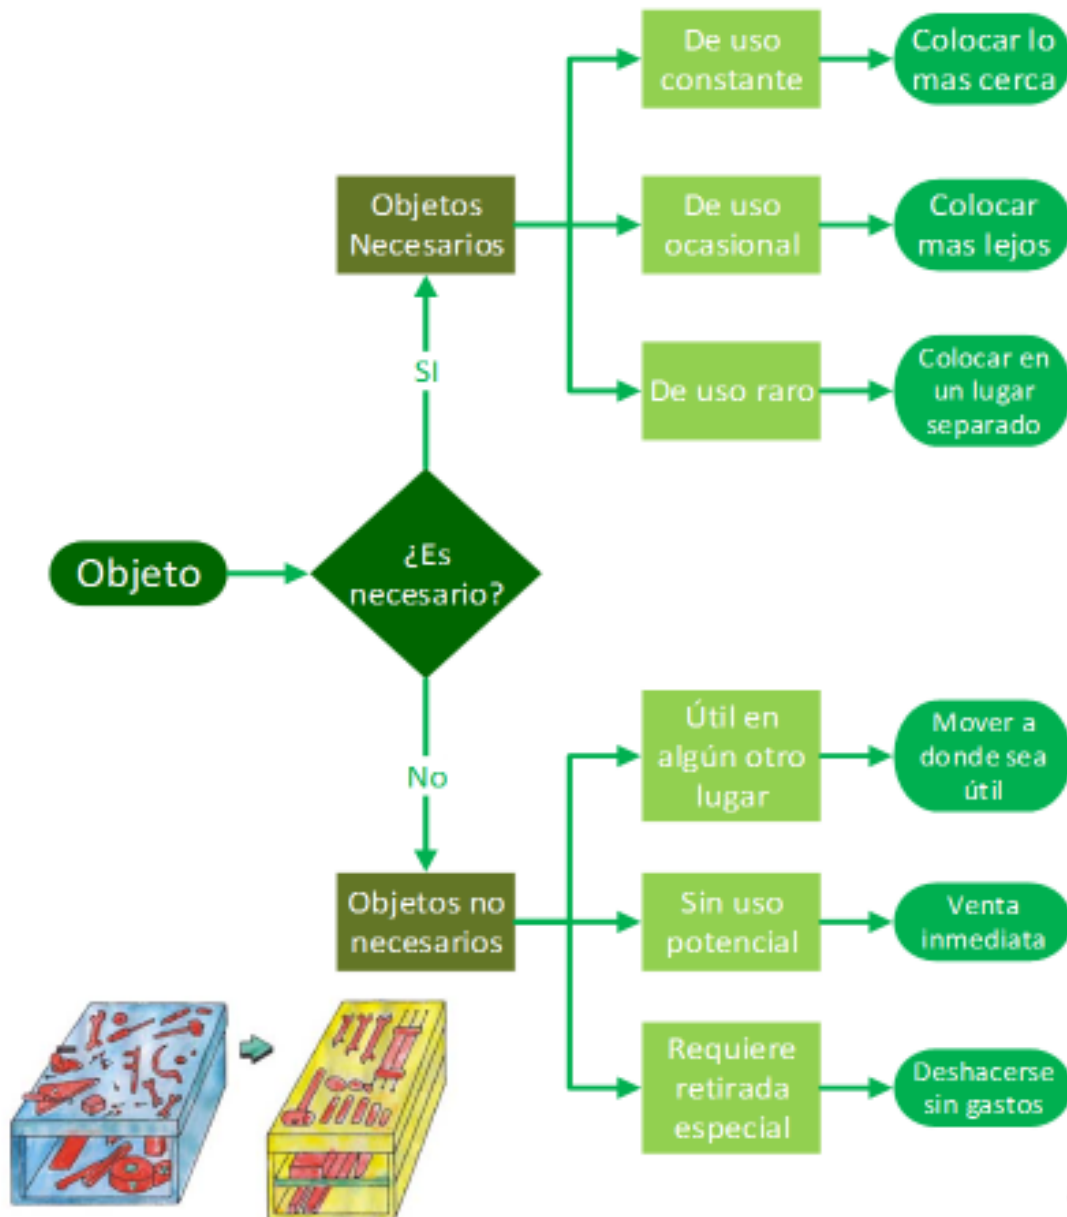 De uso
constante
Colocar lo
mas cerca
Objetos
Necesarios
De uso
ocasional
Colocar
mas lejos
SI
De uso raro
Colocar en
un lugar
separado
Objeto
¿Es
necesario?
No
Útil en
algún otro
lugar
Mover a
donde sea
útil
Objetos no
necesarios
Sin uso
potencial
Venta
inmediata
Requiere
retirada
especial
Deshacerse
sin gastos